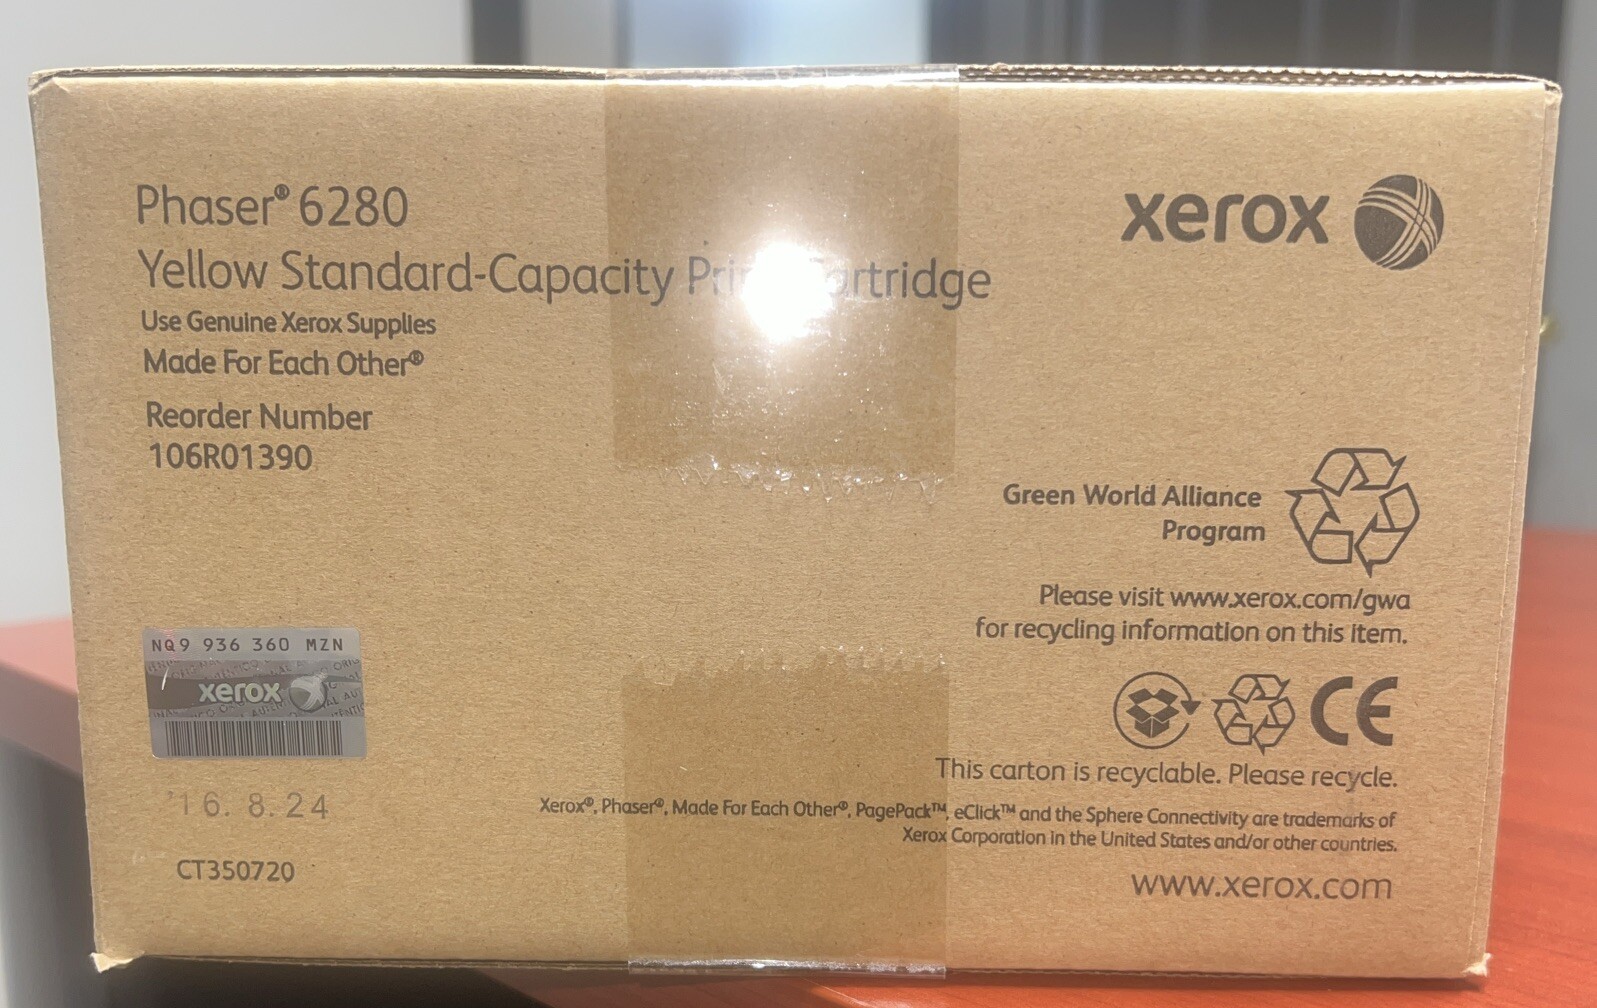 Phaser® 6280
Yellow Standard-Capacity Cartridge
Use Genuine Xerox Supplies
Made For Each Other®
Reorder Number
106R01390
xerox
Green World Alliance
Program
Please visit www.xerox.com/gwa
for recycling information on this item.
NQ9 936 360 MZN
xerox
CE
This carton is recyclable. Please recycle.
'16. 8. 24
Xerox®, Phaser®, Made For Each Other®, PagePack™, eClick™ and the Sphere Connectivity are trademarks of
Xerox Corporation in the United States and/or other countries.
CT350720
www.xerox.com